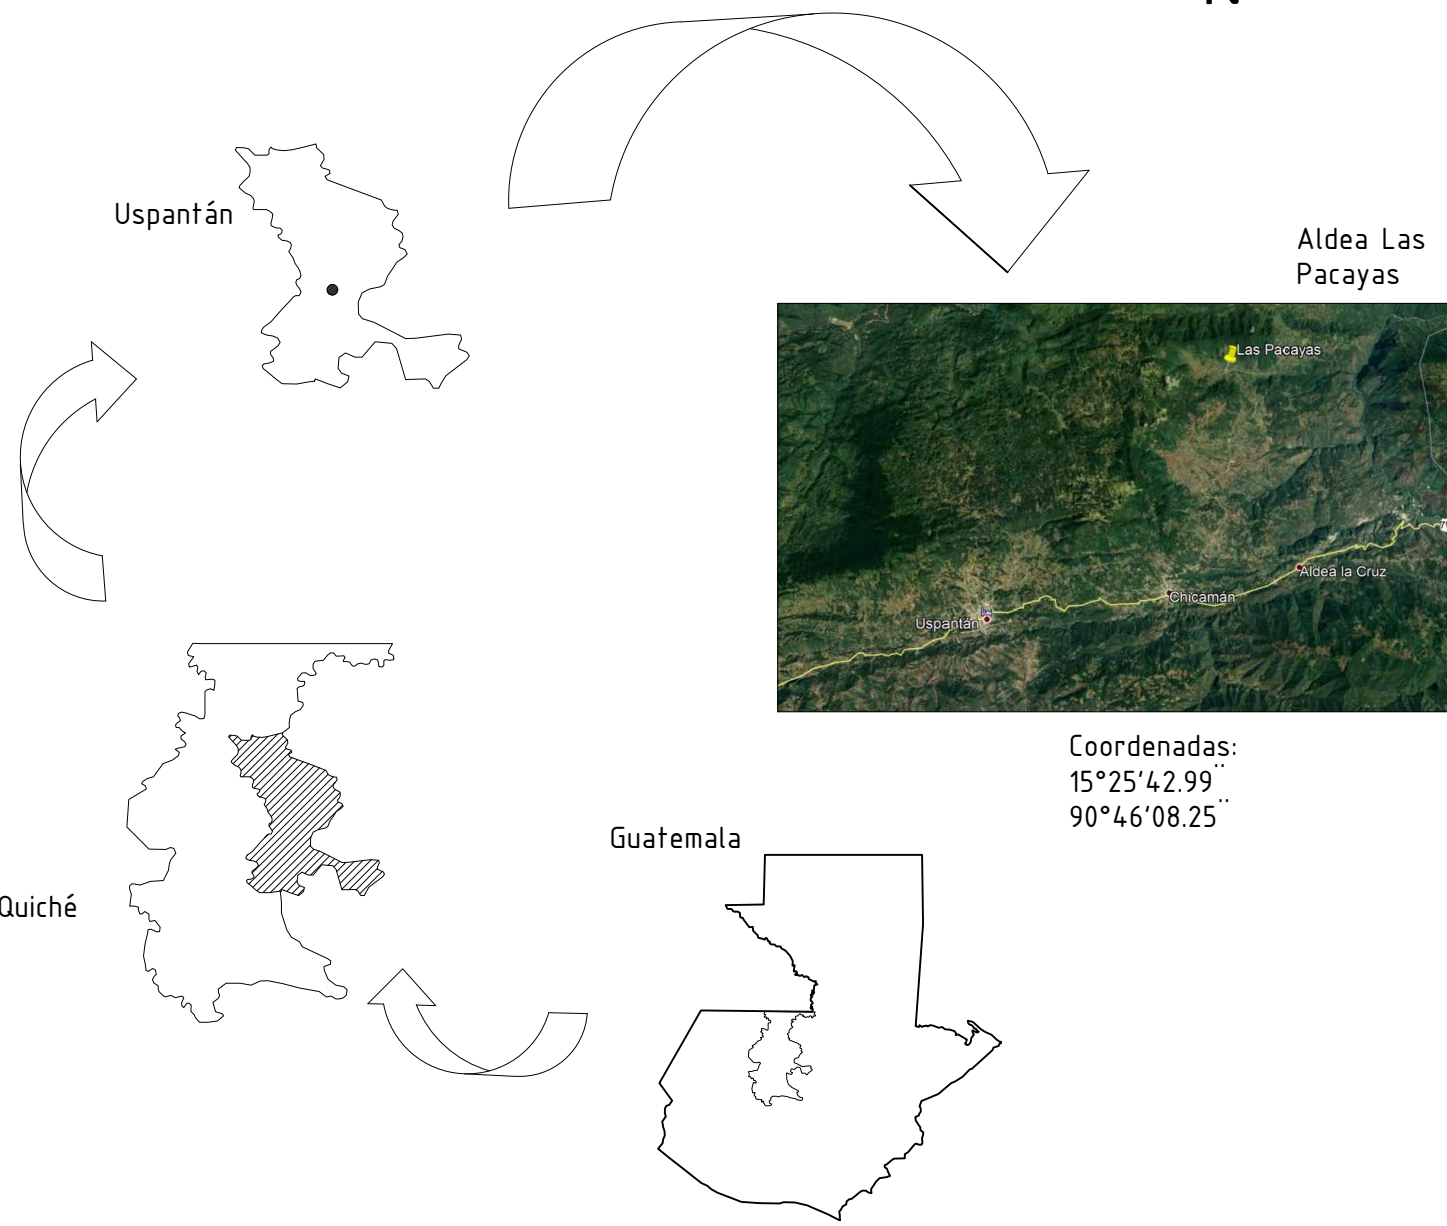 Uspantán
Aldea Las
Pacayas
Las Pacayas
Aldea la Cruz
Chicamán
Uspantán
Coordenadas:
15°25'42.99¨
90°46'08.25¨
Guatemala
Quiché